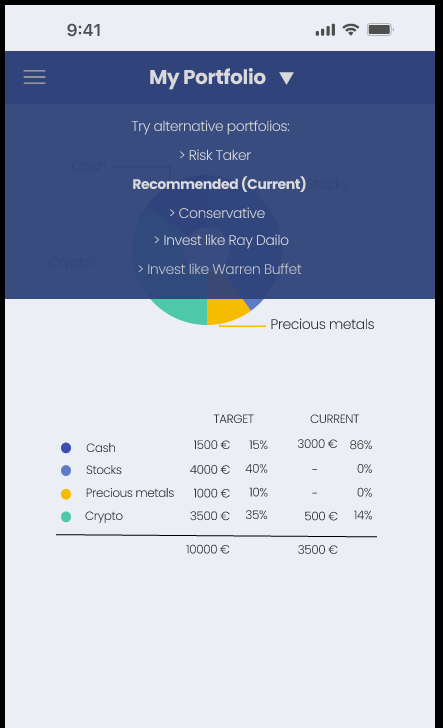 9:41
My Portfolio ▼
Try alternative portfolios:
> Risk Taker
Cash
Recommended (Current)
Stocks
> Conservative
> Invest like Ray Dailo
Crypto
> Invest like Warren Buffet
Precious metals
TARGET CURRENT
Cash 1500 € 15% 3000 € 86%
Stocks 4000 € 40% - 0%
Precious metals 1000 € 10% - 0%
Crypto 3500 € 35% 500 € 14%
10000 € 3500 €